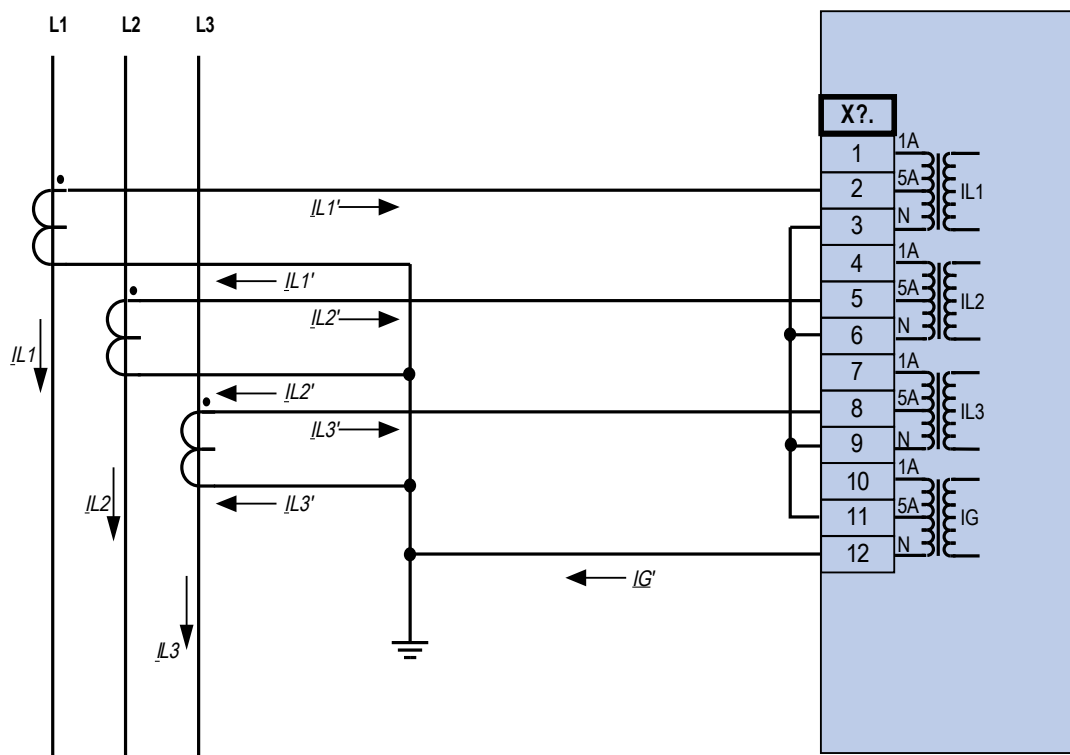 L1 L2 L3
X?.
1 1A
2 5A IL1
3 N
4 1A
5 5A IL2
6 N
7 1A
8 5A IL3
9 N
10 1A
11 5A IG
12 N
IL1'
IL1'
IL2'
IL1
IL2'
IL3'
IL2
IL3'
IG'
IL3